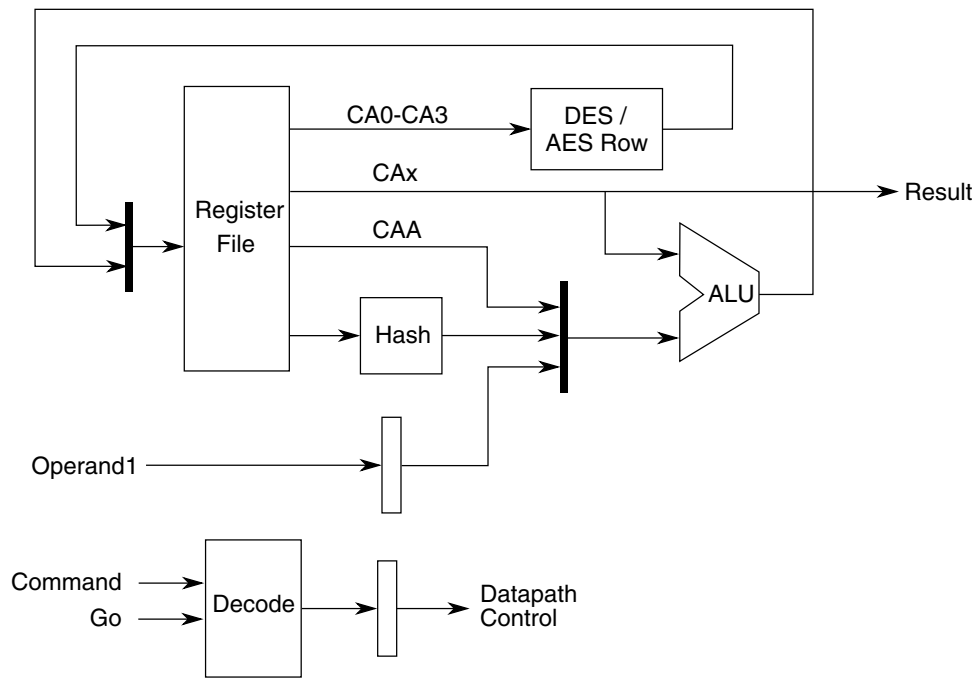 CA0-CA3
DES /
AES Row
CAx
Result
Register
File
CAA
ALU
Hash
Operand1
Command
Go
Decode
Datapath
Control